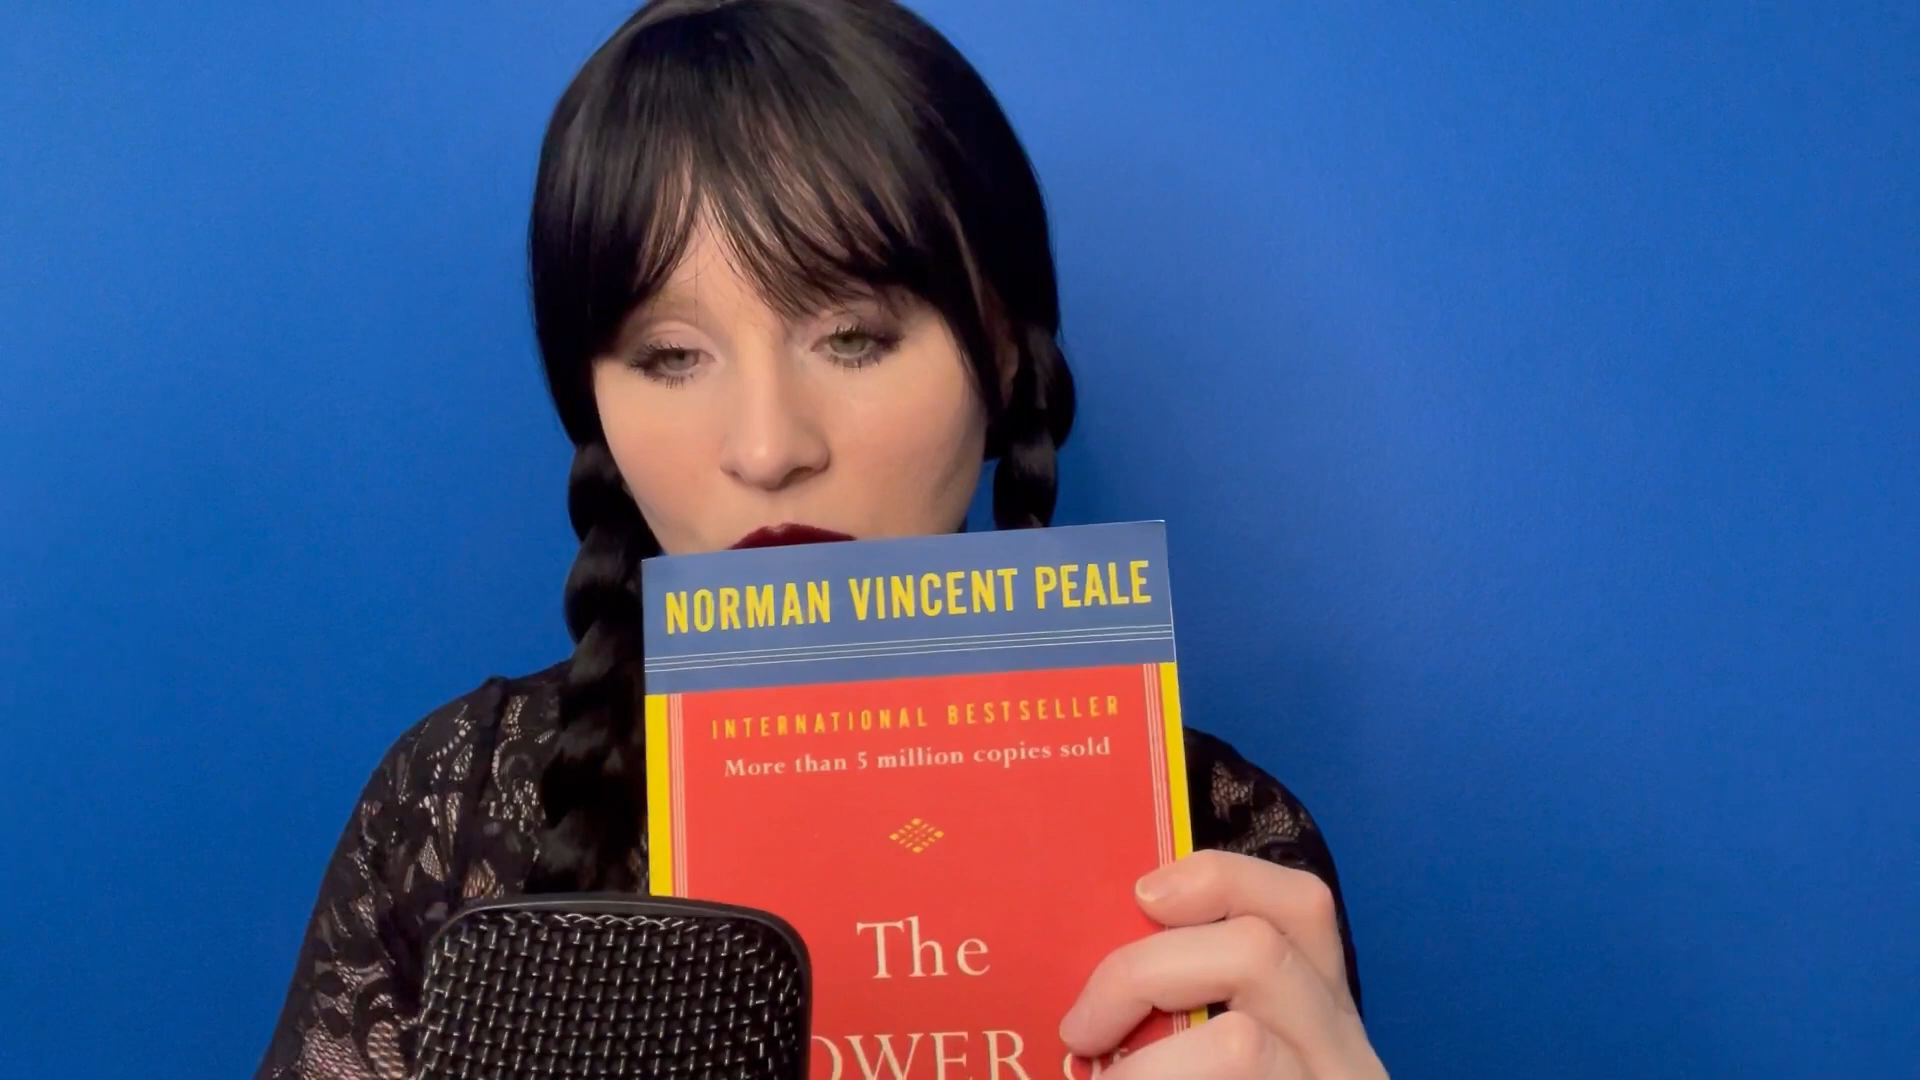 NORMAN VINCENT PEALE
INTERNATIONAL BESTSELLER
More than 5 million copies sold
The